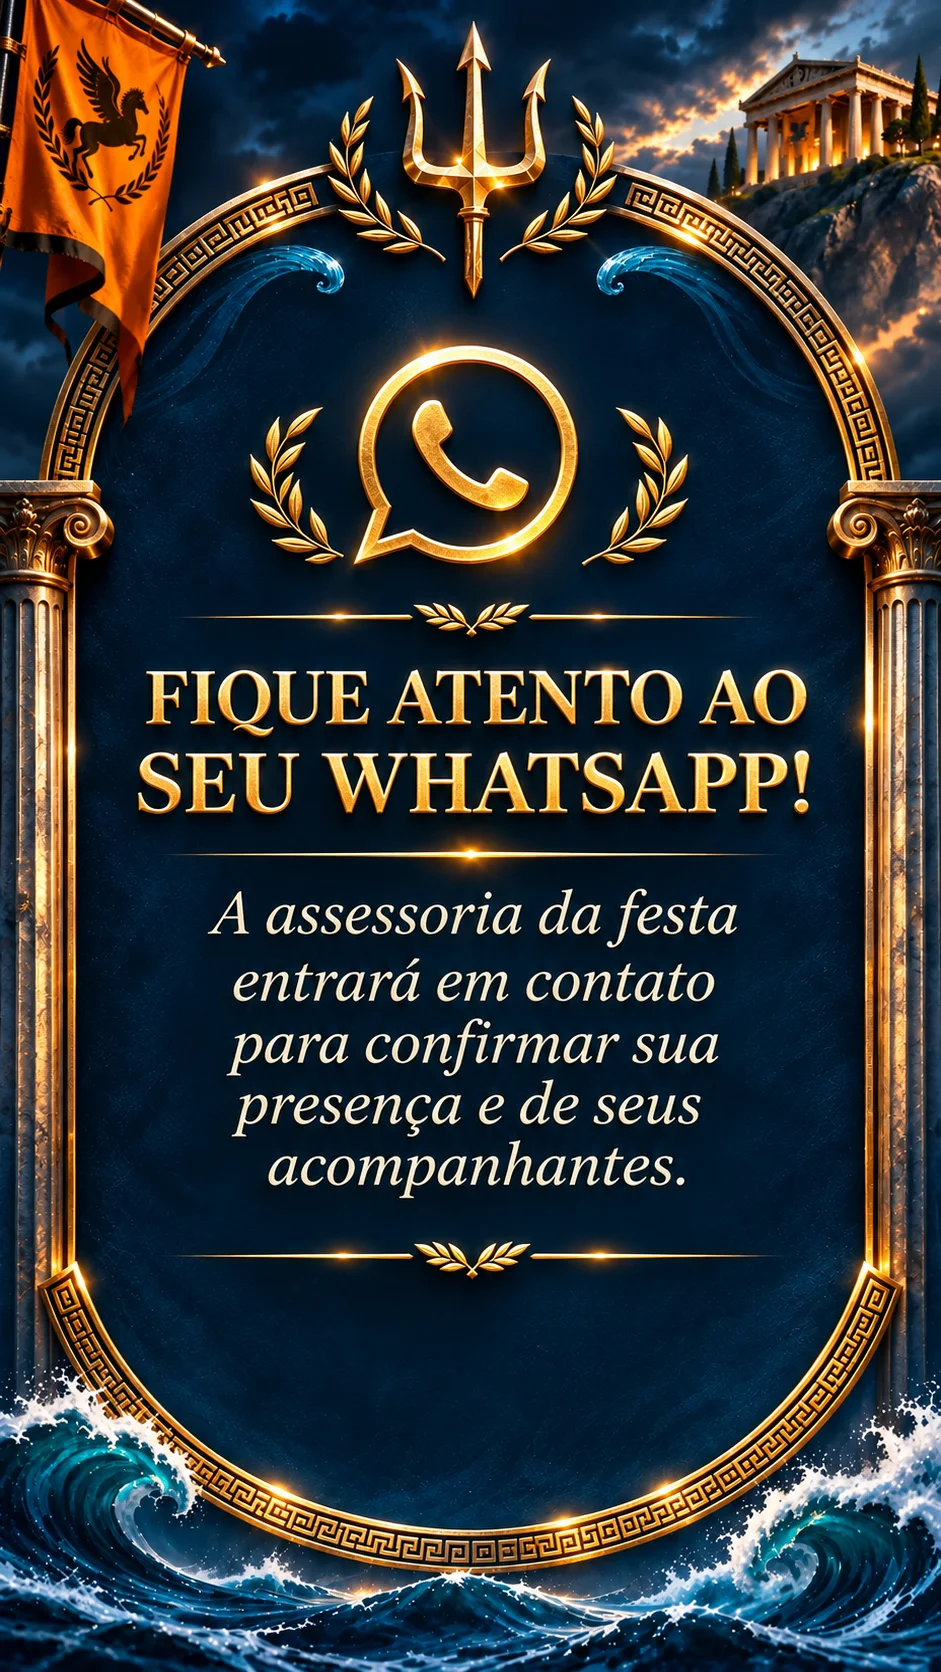 FIQUE ATENTO AO
SEU WHATSAPP!
A assessoria da festa
entrará em contato
para confirmar sua
presença e de seus
acompanhantes.